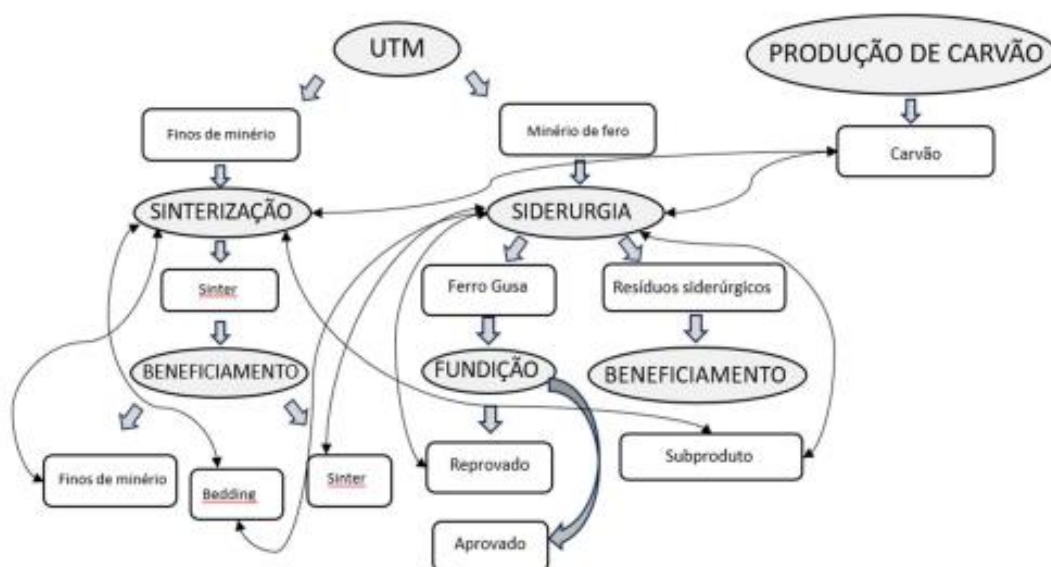 UTM
PRODUÇÃO DE CARVÃO
Finos de minério
Minério de fero
Carvão
SINTERIZAÇÃO
SIDERURGIA
Sinter
Ferro Gusa
Resíduos siderúrgicos
BENEFICIAMENTO
FUNDIÇÃO
BENEFICIAMENTO
Finos de minério
Bedding
Sinter
Reprovado
Subproduto
Aprovado